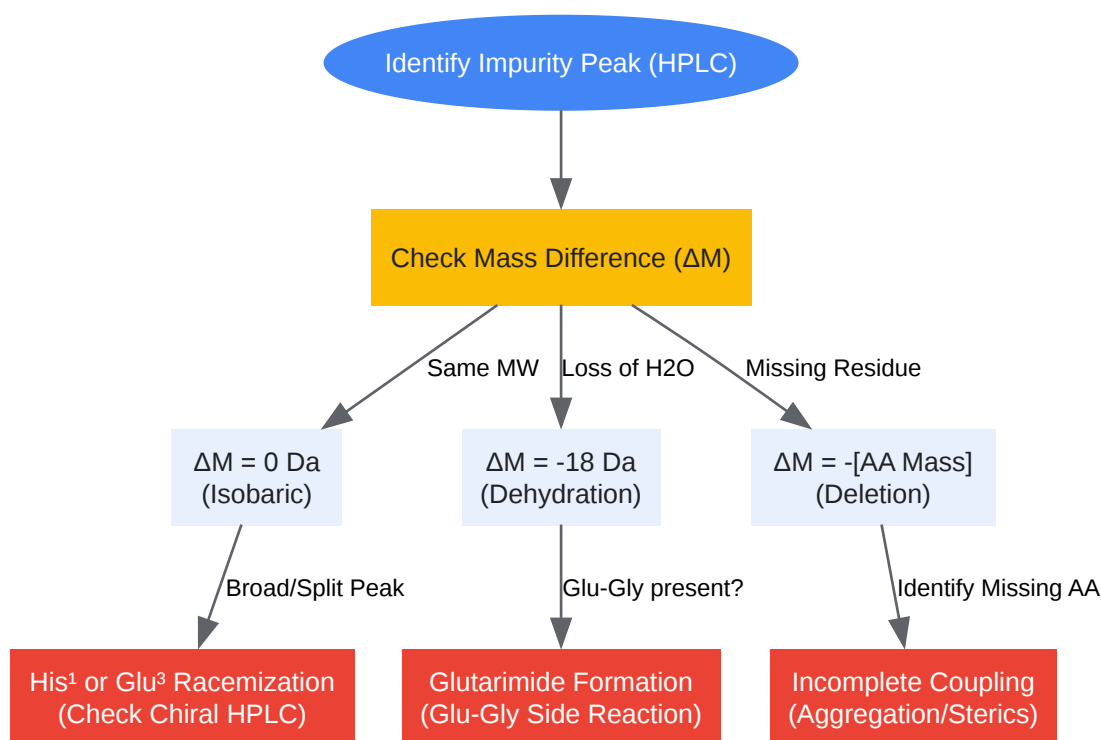 Identify Impurity Peak (HPLC)
Check Mass Difference (ΔM)
Same MW
Loss of H2O
Missing Residue
ΔM = 0 Da
(Isobaric)
ΔM = -18 Da
(Dehydration)
ΔM = -[AA Mass]
(Deletion)
Broad/Split Peak
Glu-Gly present?
Identify Missing AA
His¹ or Glu³ Racemization
(Check Chiral HPLC)
Glutarimide Formation
(Glu-Gly Side Reaction)
Incomplete Coupling
(Aggregation/Sterics)